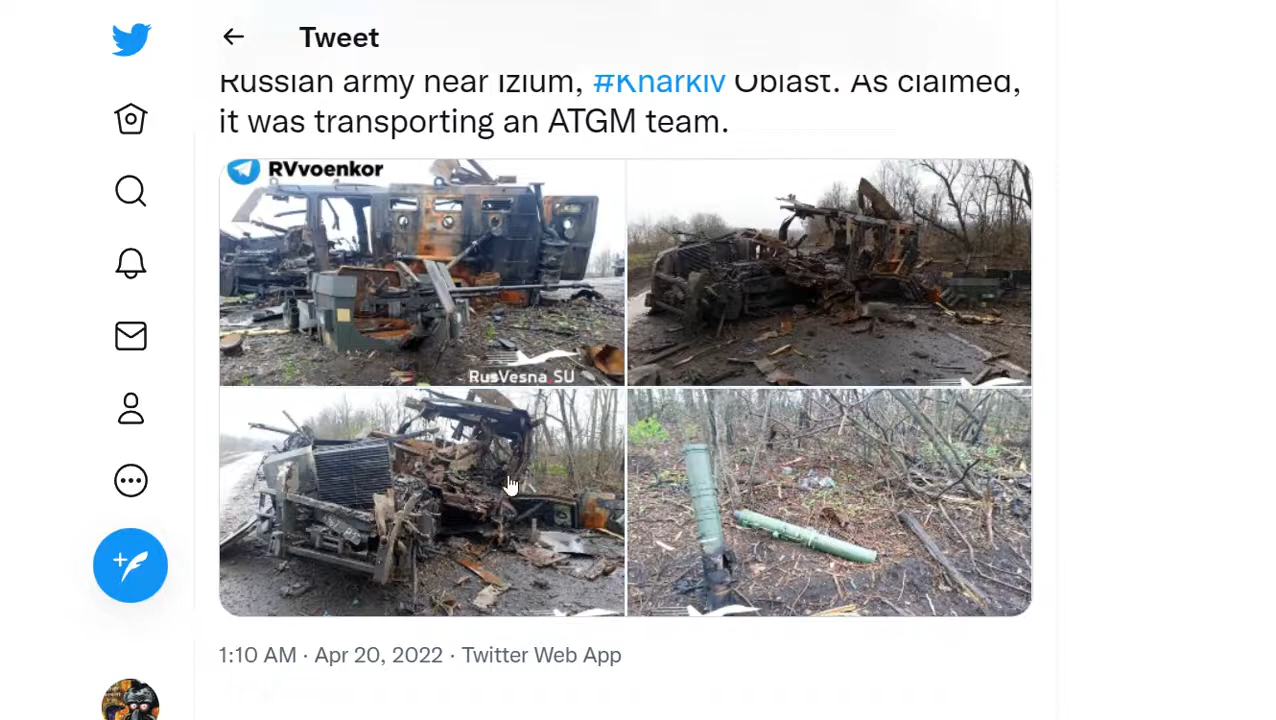 Tweet
Russian army near Izium, #Kharkiv Oblast. As claimed,
it was transporting an ATGM team.
RVvoenkor
RusVesna.SU
1:10 AM · Apr 20, 2022 · Twitter Web App